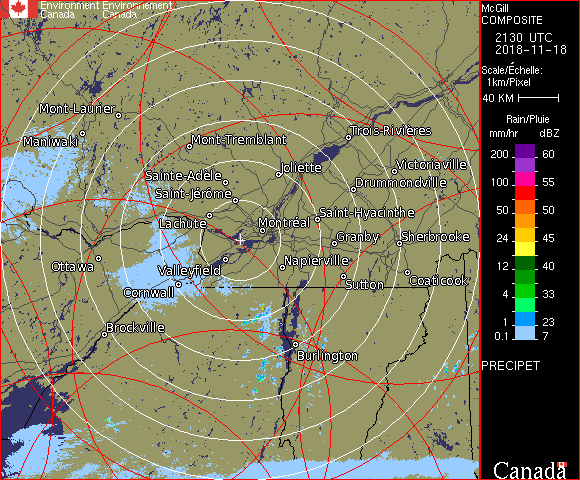 Environment Environnement
Canada Canada
McGill
COMPOSITE
2130 UTC
2018-11-18
Scale/Échelle:
1km/Pixel
40 KM
Rain/Pluie
mm/hr dBZ
200 60
150 57
100 55
50 50
24 45
12 40
4 33
1 23
0.1 7
PRECIPET
Canada
Mont-Laurier
Maniwaki
Mont-Tremblant
Trois-Rivières
Joliette
Victoriaville
Sainte-Adèle
Drummondville
Saint-Jérôme
Saint-Hyacinthe
Lachute
Montréal
Granby
Sherbrooke
Ottawa
Valleyfield
Napierville
Sutton
Coaticook
Cornwall
Brockville
Burlington